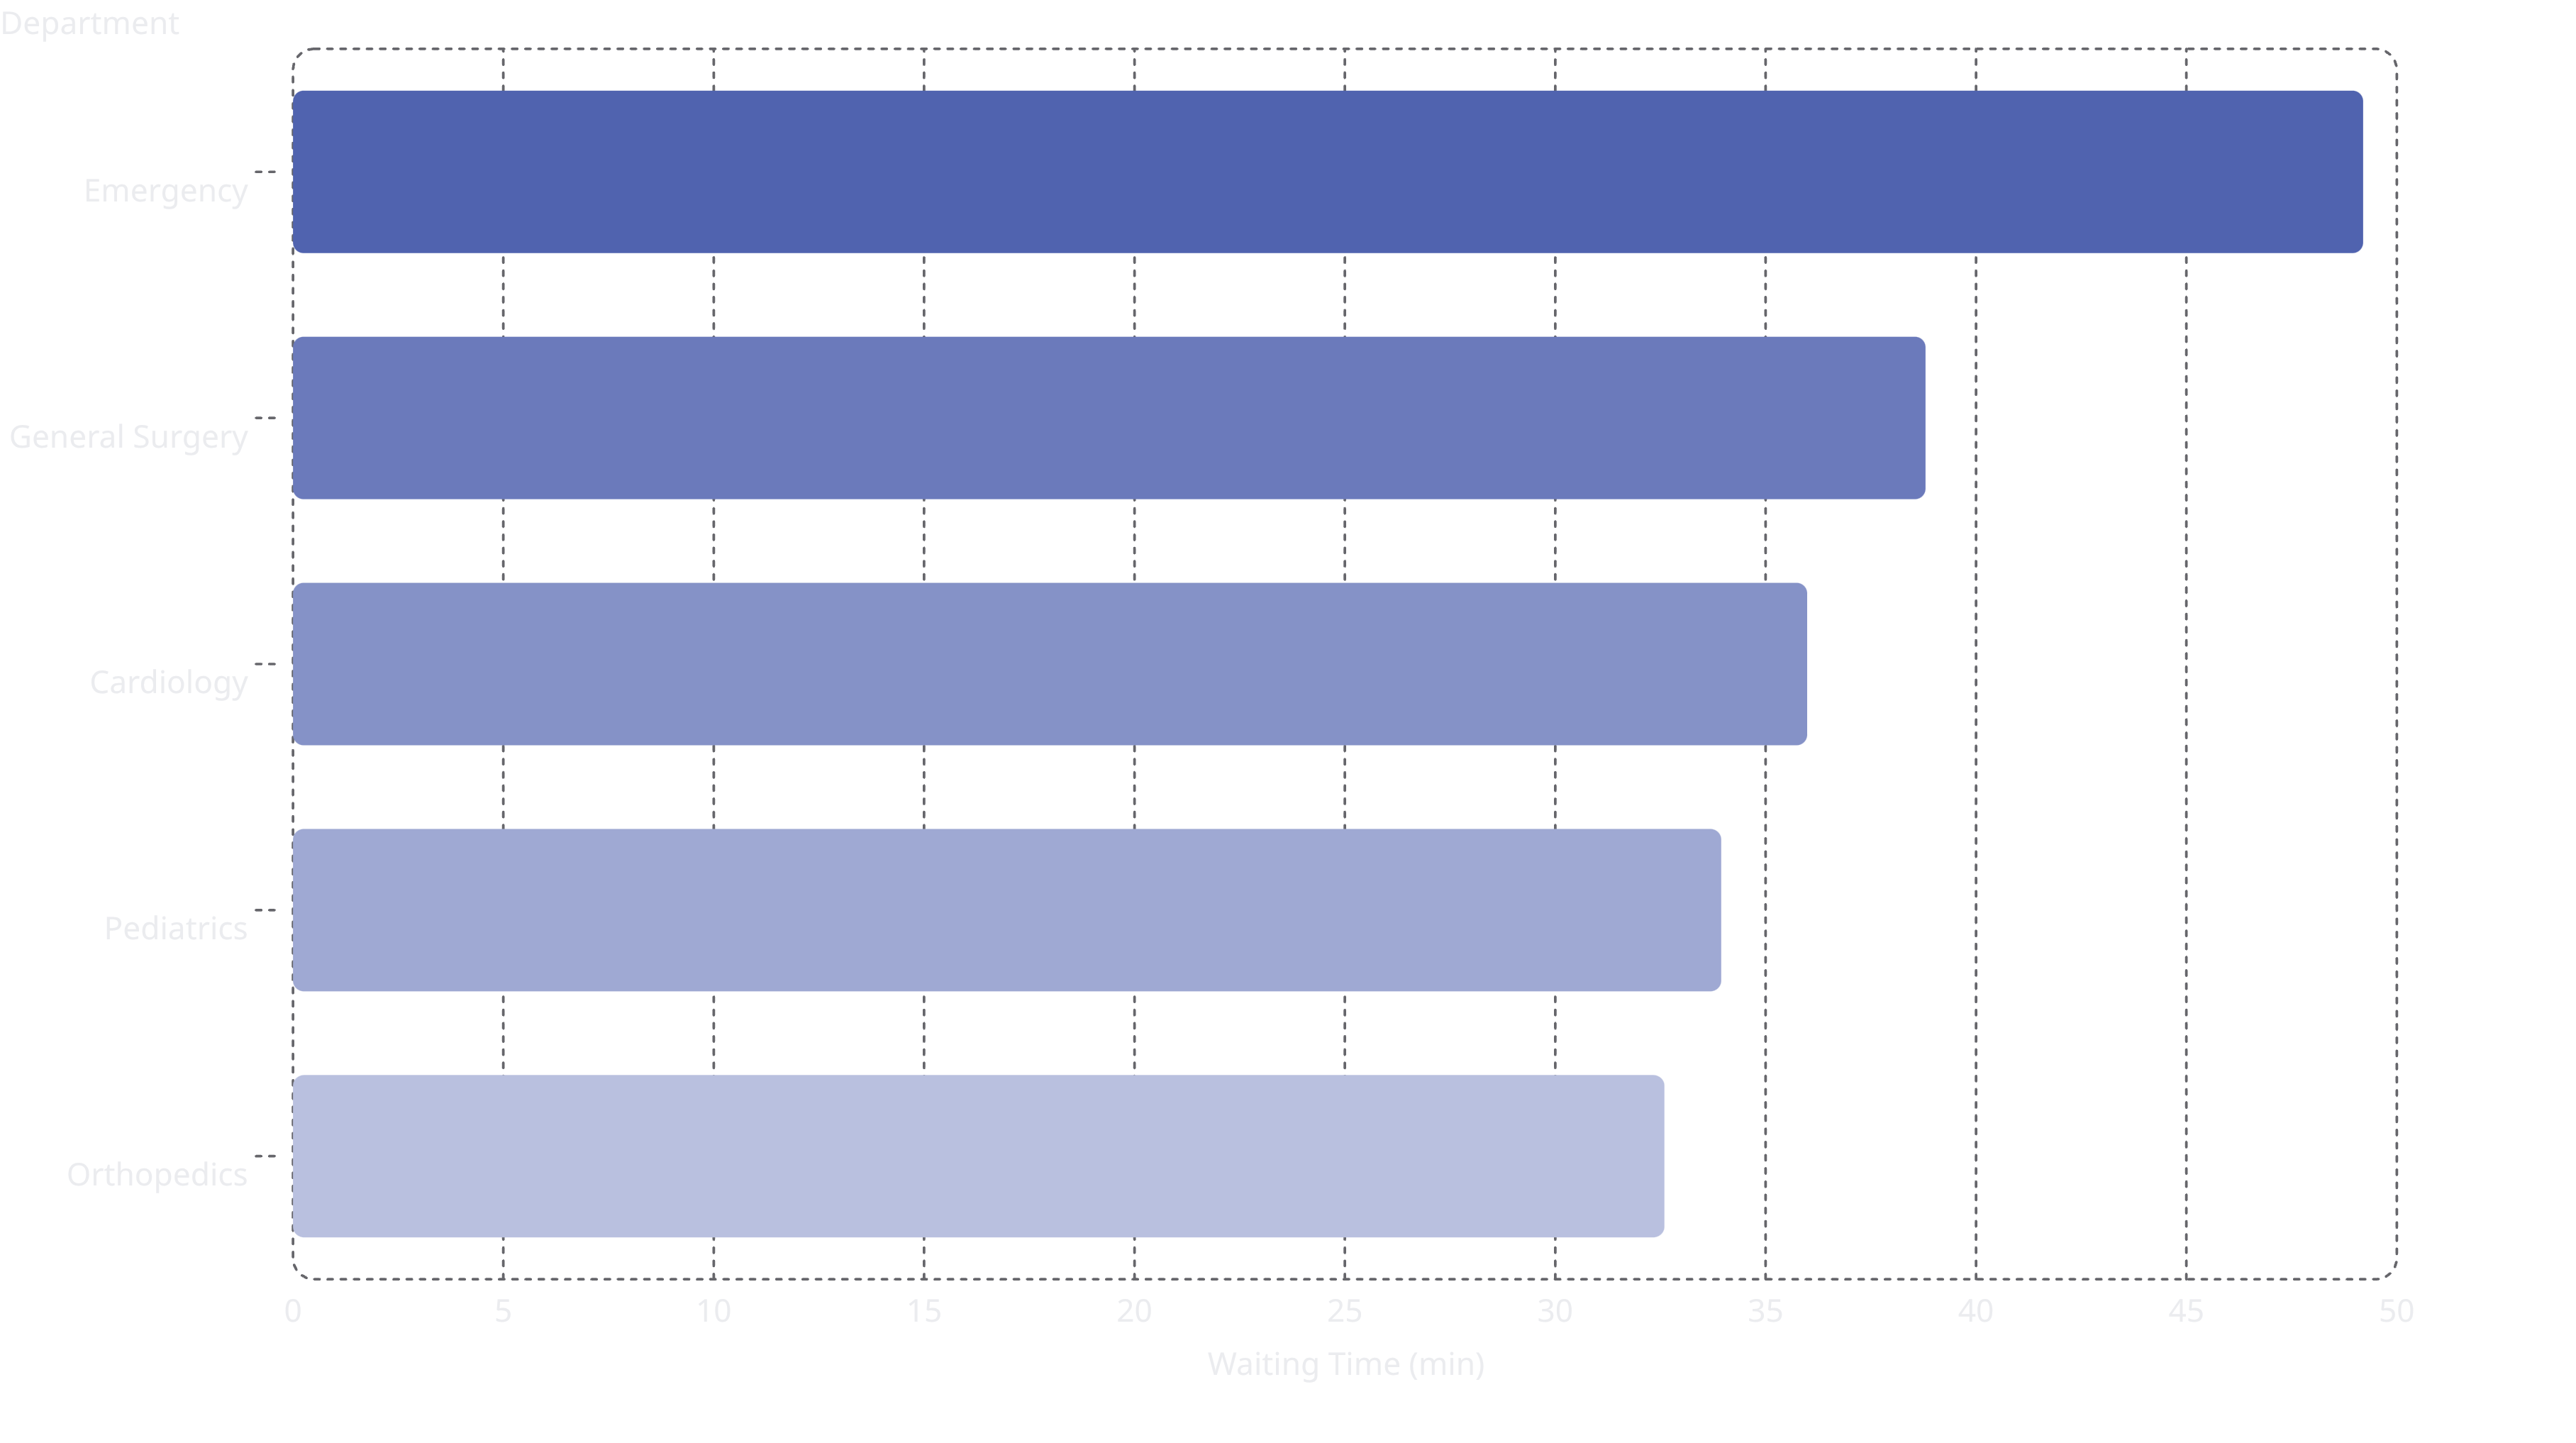 Department
Emergency
General Surgery
Cardiology
Pediatrics
Orthopedics
0 5 10 15 20 25 30 35 40 45 50
Waiting Time (min)